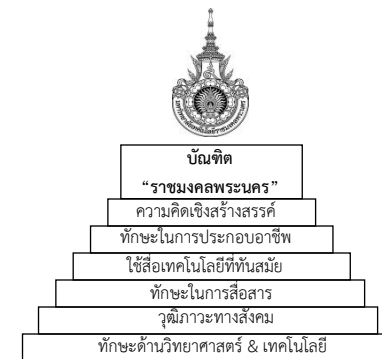 บัณฑิต
“ราชมงคลพระนคร”
ความคิดเชิงสร้างสรรค์
ทักษะในการประกอบอาชีพ
ใช้สื่อเทคโนโลยีที่ทันสมัย
ทักษะในการสื่อสาร
วุฒิภาวะทางสังคม
ทักษะด้านวิทยาศาสตร์ & เทคโนโลยี